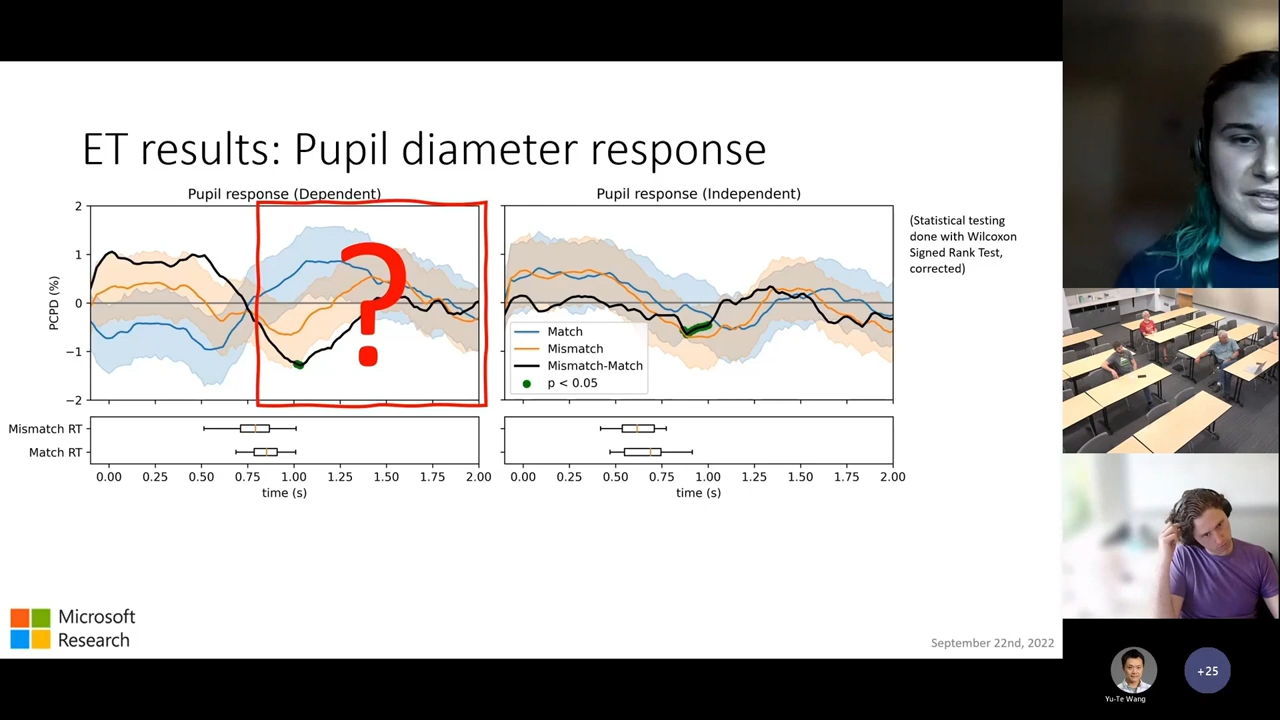 ET results: Pupil diameter response
Pupil response (Dependent)
2
1
0
−1
−2
PCPD (%)
?
Mismatch RT
Match RT
0.00 0.25 0.50 0.75 1.00 1.25 1.50 1.75 2.00
time (s)
Pupil response (Independent)
Match
Mismatch
Mismatch-Match
p < 0.05
0.00 0.25 0.50 0.75 1.00 1.25 1.50 1.75 2.00
time (s)
(Statistical testing
done with Wilcoxon
Signed Rank Test,
corrected)
Microsoft
Research
September 22nd, 2022
Yu-Te Wang
+25